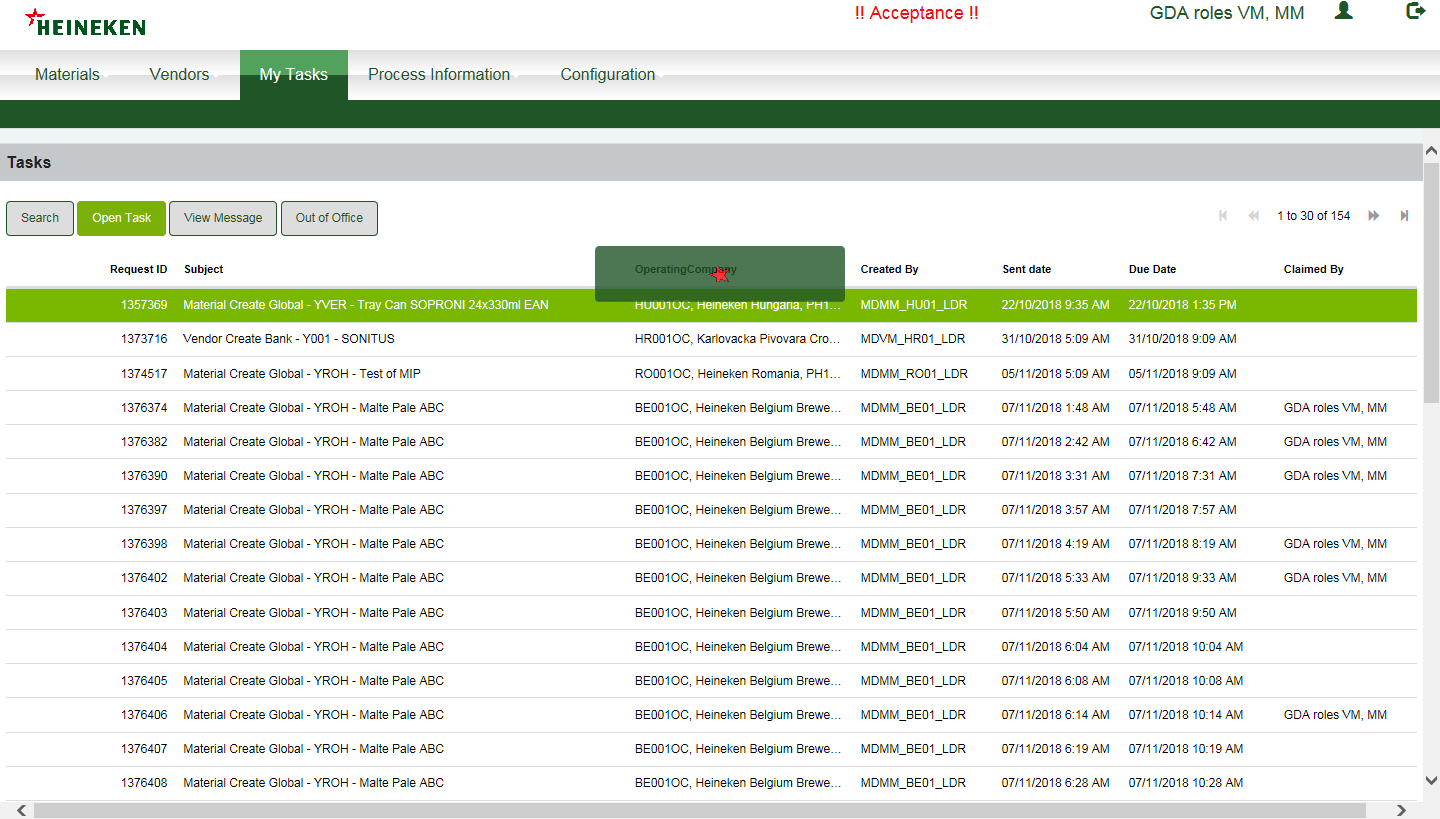 HEINEKEN
!! Acceptance !!
GDA roles VM, MM
Materials Vendors My Tasks Process Information Configuration
Tasks
Search Open Task View Message Out of Office 1 to 30 of 154
Request ID Subject OperatingCompany Created By Sent date Due Date Claimed By
1357369 Material Create Global - YVER - Tray Can SOPRONI 24x330ml EAN HU001OC, Heineken Hungaria, PH1... MDMM_HU01_LDR 22/10/2018 9:35 AM 22/10/2018 1:35 PM
1373716 Vendor Create Bank - Y001 - SONITUS HR001OC, Karlovacka Pivovara Cro... MDVM_HR01_LDR 31/10/2018 5:09 AM 31/10/2018 9:09 AM
1374517 Material Create Global - YROH - Test of MIP RO001OC, Heineken Romania, PH1... MDMM_RO01_LDR 05/11/2018 5:09 AM 05/11/2018 9:09 AM
1376374 Material Create Global - YROH - Malte Pale ABC BE001OC, Heineken Belgium Brewe... MDMM_BE01_LDR 07/11/2018 1:48 AM 07/11/2018 5:48 AM GDA roles VM, MM
1376382 Material Create Global - YROH - Malte Pale ABC BE001OC, Heineken Belgium Brewe... MDMM_BE01_LDR 07/11/2018 2:42 AM 07/11/2018 6:42 AM GDA roles VM, MM
1376390 Material Create Global - YROH - Malte Pale ABC BE001OC, Heineken Belgium Brewe... MDMM_BE01_LDR 07/11/2018 3:31 AM 07/11/2018 7:31 AM GDA roles VM, MM
1376397 Material Create Global - YROH - Malte Pale ABC BE001OC, Heineken Belgium Brewe... MDMM_BE01_LDR 07/11/2018 3:57 AM 07/11/2018 7:57 AM
1376398 Material Create Global - YROH - Malte Pale ABC BE001OC, Heineken Belgium Brewe... MDMM_BE01_LDR 07/11/2018 4:19 AM 07/11/2018 8:19 AM GDA roles VM, MM
1376402 Material Create Global - YROH - Malte Pale ABC BE001OC, Heineken Belgium Brewe... MDMM_BE01_LDR 07/11/2018 5:33 AM 07/11/2018 9:33 AM GDA roles VM, MM
1376403 Material Create Global - YROH - Malte Pale ABC BE001OC, Heineken Belgium Brewe... MDMM_BE01_LDR 07/11/2018 5:50 AM 07/11/2018 9:50 AM
1376404 Material Create Global - YROH - Malte Pale ABC BE001OC, Heineken Belgium Brewe... MDMM_BE01_LDR 07/11/2018 6:04 AM 07/11/2018 10:04 AM
1376405 Material Create Global - YROH - Malte Pale ABC BE001OC, Heineken Belgium Brewe... MDMM_BE01_LDR 07/11/2018 6:08 AM 07/11/2018 10:08 AM
1376406 Material Create Global - YROH - Malte Pale ABC BE001OC, Heineken Belgium Brewe... MDMM_BE01_LDR 07/11/2018 6:14 AM 07/11/2018 10:14 AM GDA roles VM, MM
1376407 Material Create Global - YROH - Malte Pale ABC BE001OC, Heineken Belgium Brewe... MDMM_BE01_LDR 07/11/2018 6:19 AM 07/11/2018 10:19 AM
1376408 Material Create Global - YROH - Malte Pale ABC BE001OC, Heineken Belgium Brewe... MDMM_BE01_LDR 07/11/2018 6:28 AM 07/11/2018 10:28 AM